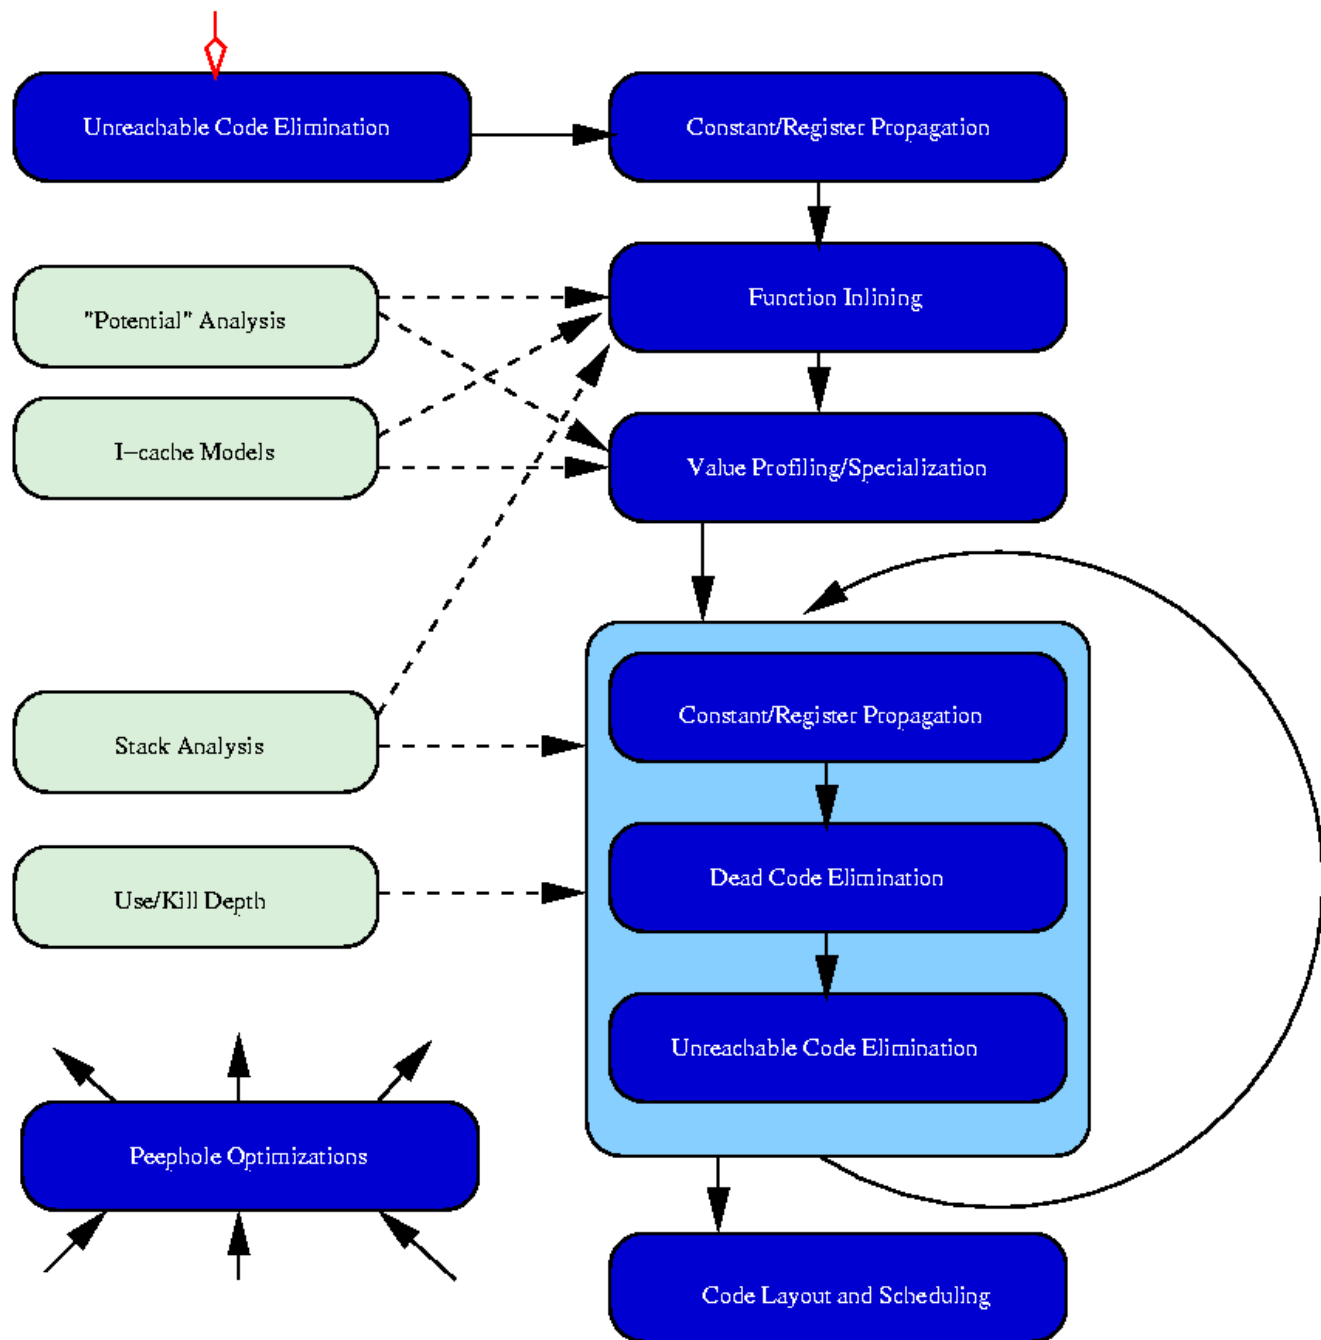 Unreachable Code Elimination
Constant/Register Propagation
Function Inlining
"Potential" Analysis
I-cache Models
Value Profiling/Specialization
Stack Analysis
Constant/Register Propagation
Use/Kill Depth
Dead Code Elimination
Unreachable Code Elimination
Peephole Optimizations
Code Layout and Scheduling